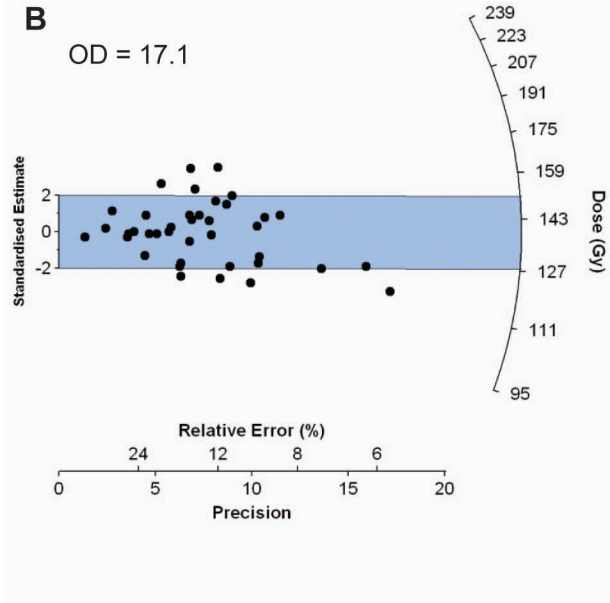 B
OD = 17.1
239
223
207
191
175
159
143
127
111
95
Dose (Gy)
Standardised Estimate
2
0
-2
Relative Error (%)
24 12 8 6
0 5 10 15 20
Precision